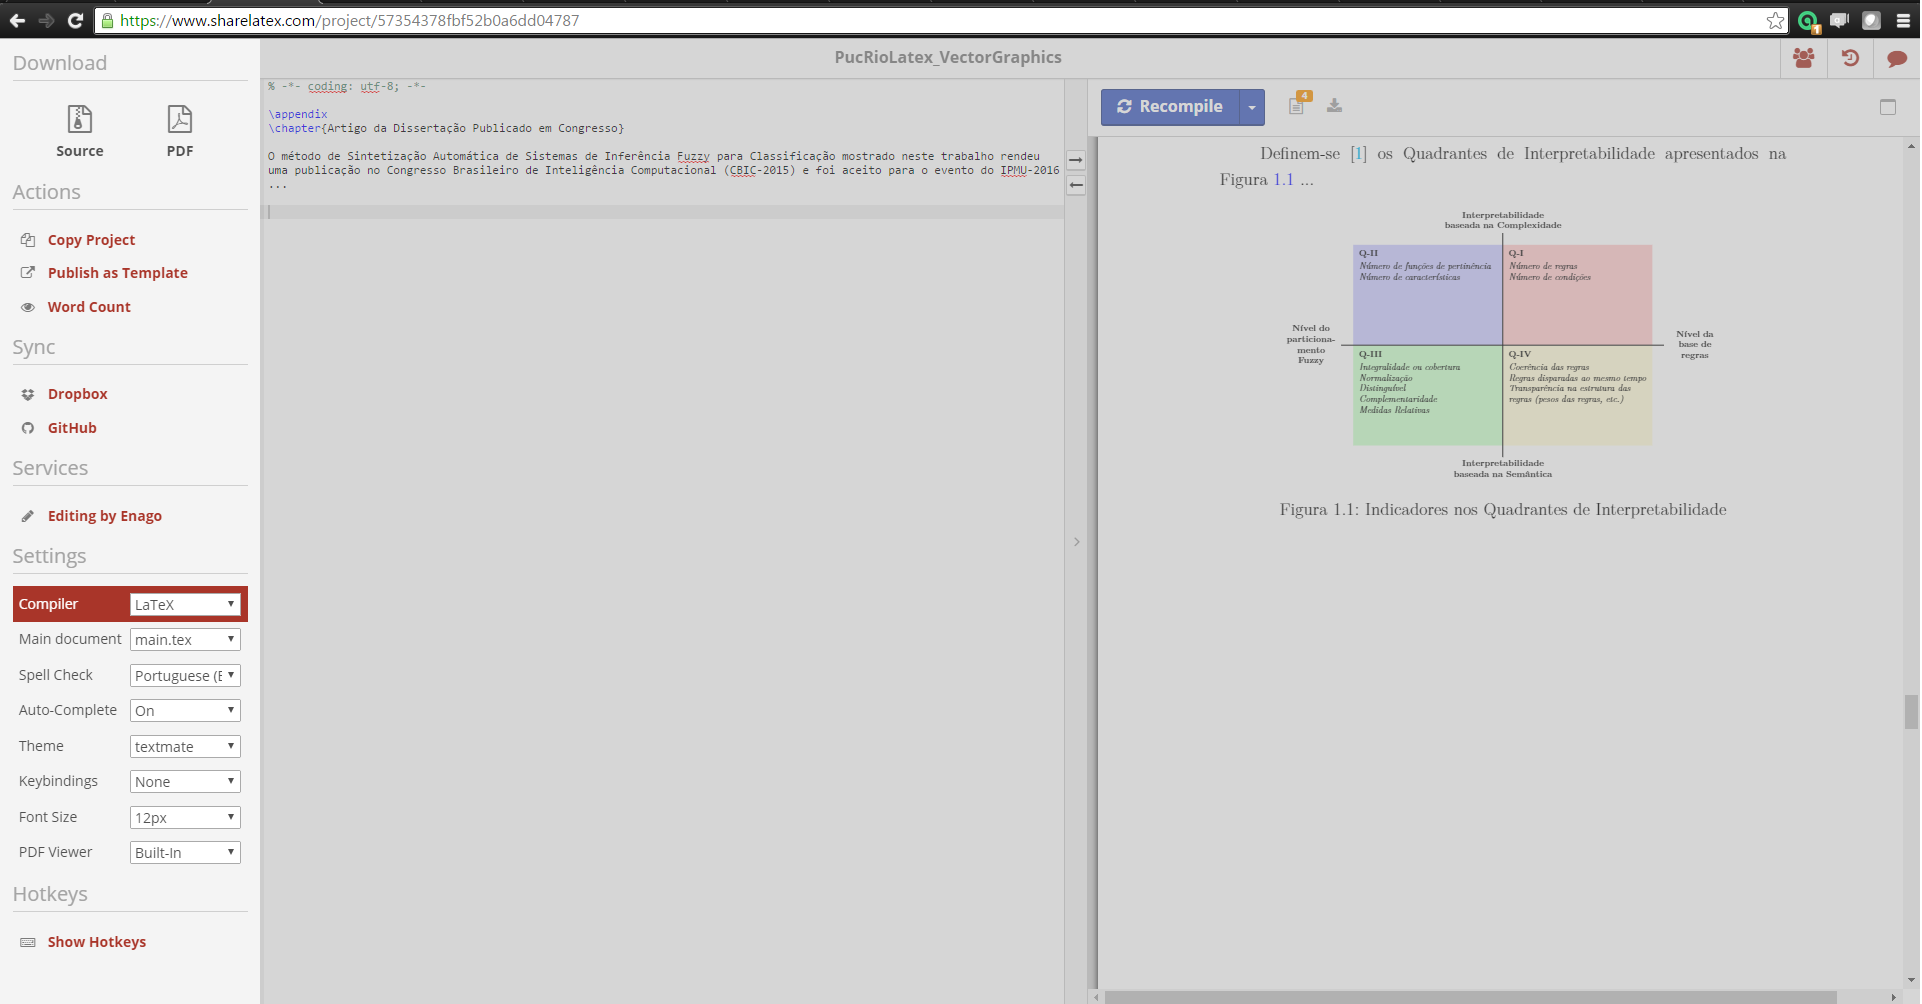 https://www.sharelatex.com/project/57354378fbf52b0a6dd04787
1
Download
Source
PDF
Actions
Copy Project
Publish as Template
Word Count
Sync
Dropbox
GitHub
Services
Editing by Enago
Settings
Compiler LaTeX
Main document main.tex
Spell Check Portuguese (E
Auto-Complete On
Theme textmate
Keybindings None
Font Size 12px
PDF Viewer Built-In
Hotkeys
Show Hotkeys
PucRioLatex_VectorGraphics
% -*- coding: utf-8; -*-
\appendix
\chapter{Artigo da Dissertação Publicado em Congresso}
O método de Sintetização Automática de Sistemas de Inferência Fuzzy para Classificação mostrado neste trabalho rendeu
uma publicação no Congresso Brasileiro de Inteligência Computacional (CBIC-2015) e foi aceito para o evento do IPMU-2016
...
Recompile
4
Definem-se [1] os Quadrantes de Interpretabilidade apresentados na
Figura 1.1 ...
Interpretabilidade
baseada na Complexidade
Q-II
Número de funções de pertinência
Número de características
Q-I
Número de regras
Número de condições
Nível do
particiona-
mento
Fuzzy
Nível da
base de
regras
Q-III
Integralidade ou cobertura
Normalização
Distinguível
Complementaridade
Medidas Relativas
Q-IV
Coerência das regras
Regras disparadas ao mesmo tempo
Transparência na estrutura das
regras (pesos das regras, etc.)
Interpretabilidade
baseada na Semântica
Figura 1.1: Indicadores nos Quadrantes de Interpretabilidade